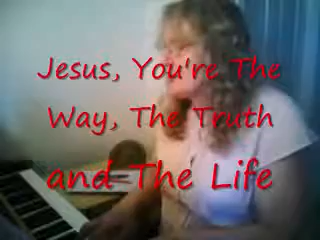 Jesus, You're The
Way, The Truth
and The Life